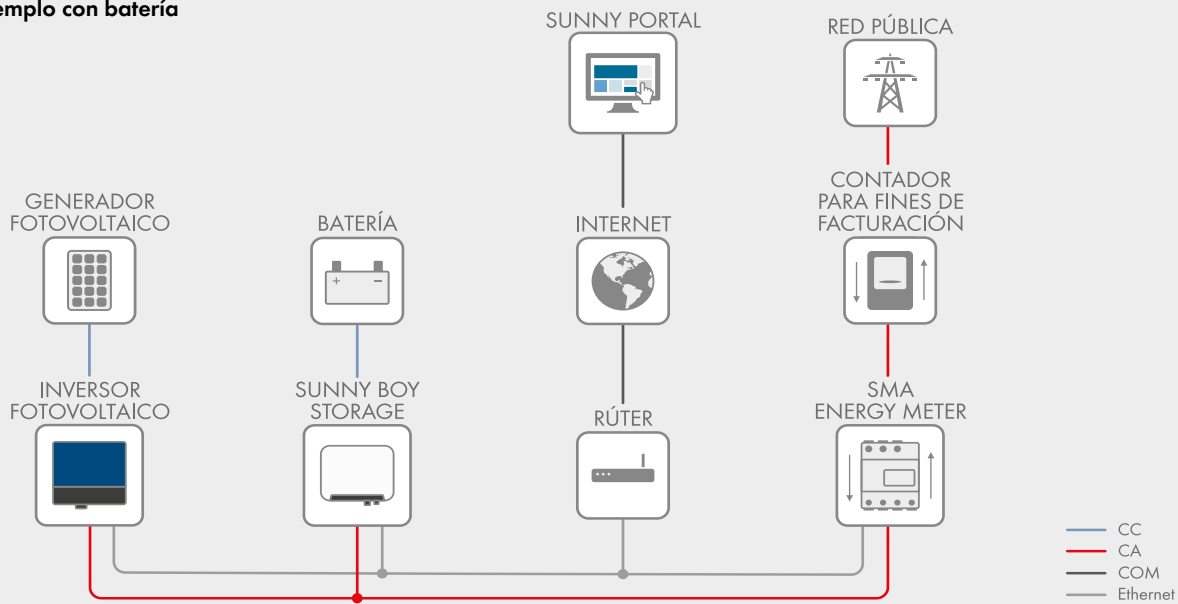 emplo con batería
SUNNY PORTAL
RED PÚBLICA
GENERADOR
FOTOVOLTAICO
BATERÍA
INTERNET
CONTADOR
PARA FINES DE
FACTURACIÓN
+ −
INVERSOR
FOTOVOLTAICO
SUNNY BOY
STORAGE
RÚTER
SMA
ENERGY METER
CC
CA
COM
Ethernet